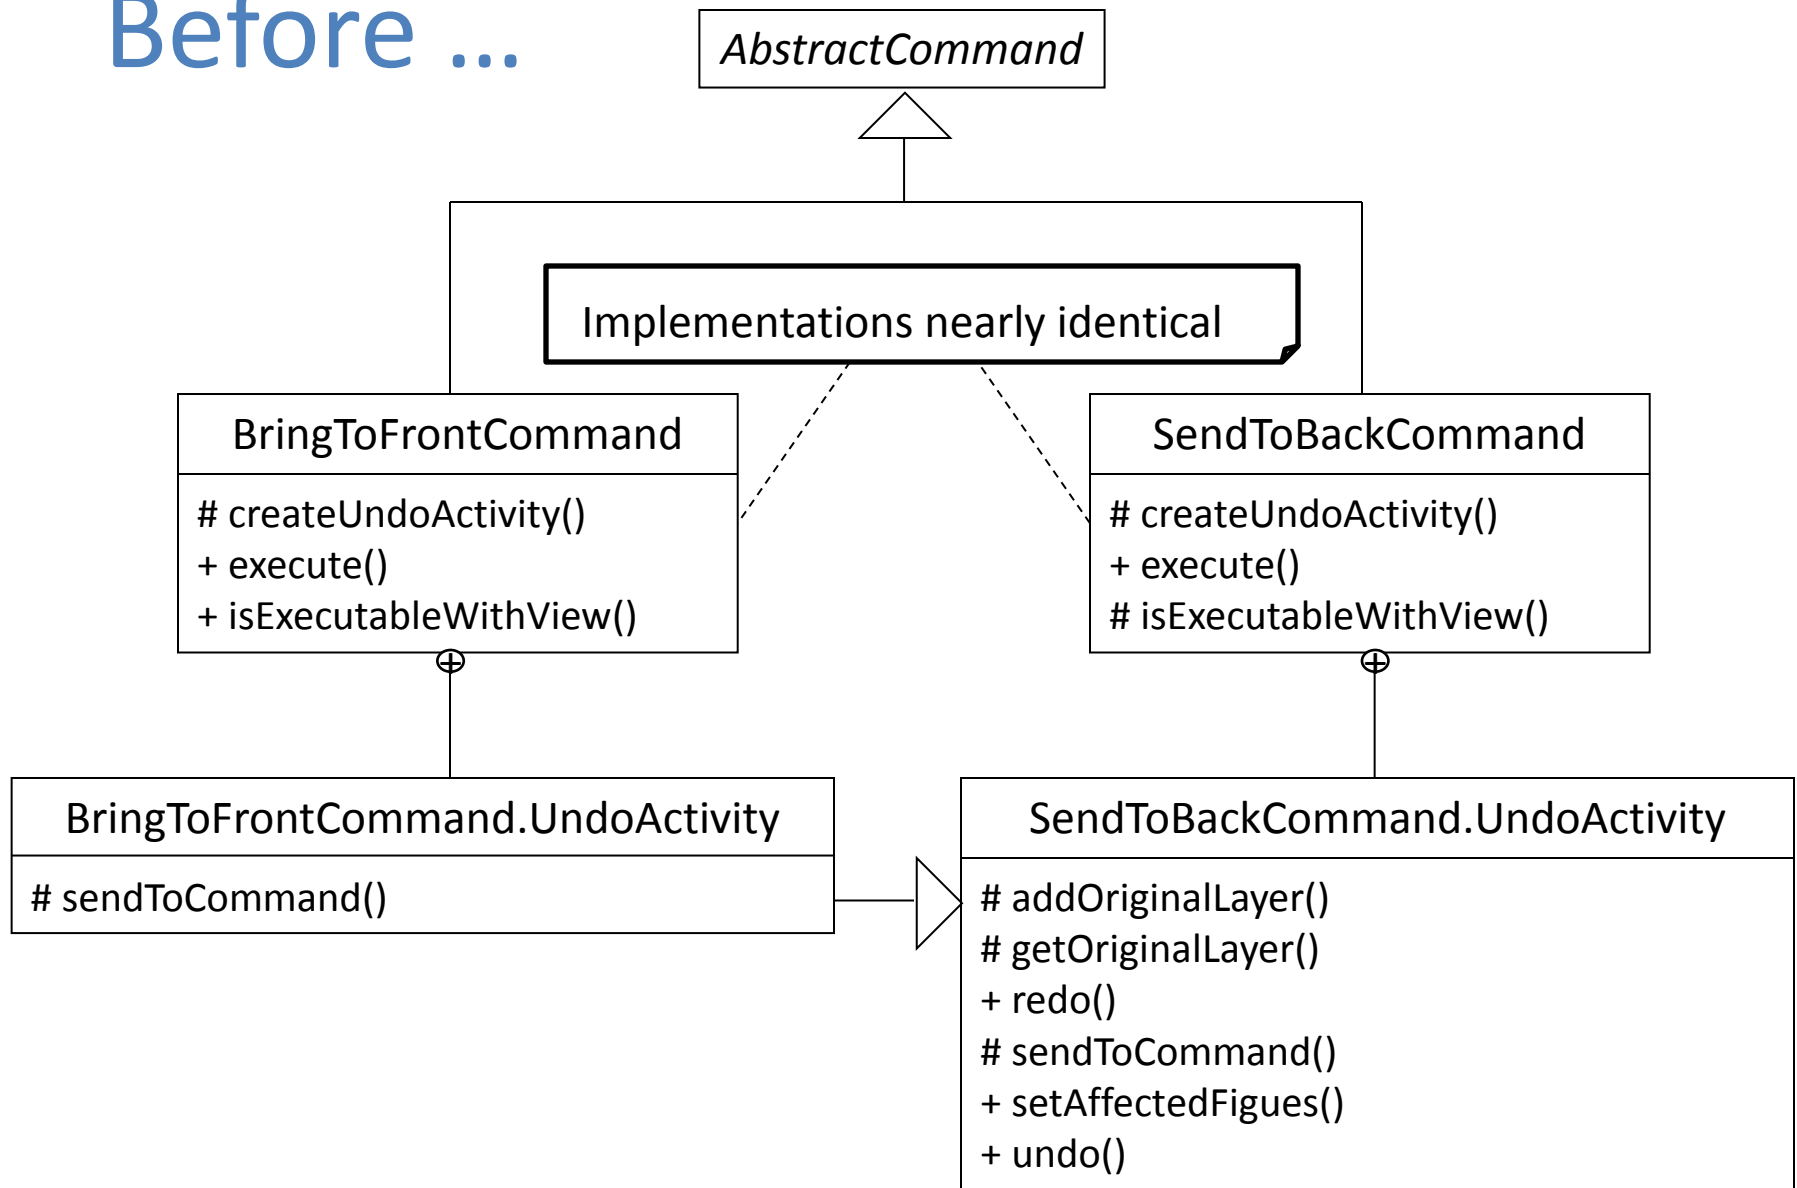 Before ...
AbstractCommand
Implementations nearly identical
BringToFrontCommand
# createUndoActivity()
+ execute()
+ isExecutableWithView()
SendToBackCommand
# createUndoActivity()
+ execute()
# isExecutableWithView()
BringToFrontCommand.UndoActivity
# sendToCommand()
SendToBackCommand.UndoActivity
# addOriginalLayer()
# getOriginalLayer()
+ redo()
# sendToCommand()
+ setAffectedFigues()
+ undo()